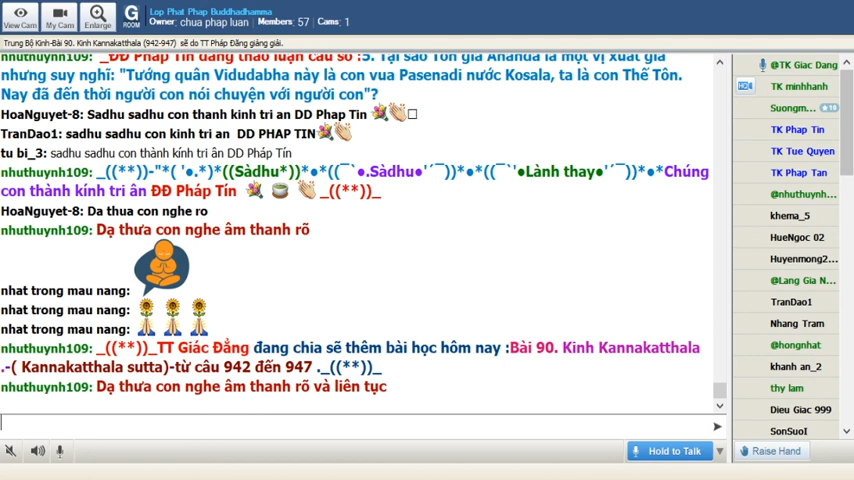 Lop Phat Phap Buddhadhamma
Owner: chua phap luan Members: 57 Cams: 1
View Cam My Cam Enlarge G ROOM
Trung Bộ Kinh-Bài 90. Kinh Kannakatthala (942-947) sẽ do TT Pháp Đăng giảng giải.
nhuthuynh109: _ĐĐ Pháp Tín đang thảo luận câu số :5. Tại sao Tôn giả Ananda là một vị xuất gia
nhưng suy nghĩ: "Tướng quân Vidudabha này là con vua Pasenadi nước Kosala, ta là con Thế Tôn.
Nay đã đến thời người con nói chuyện với người con"?
HoaNguyet-8: Sadhu sadhu con thanh kinh tri an DD Phap Tin
TranDao1: sadhu sadhu con kinh tri an DD PHAP TIN
tu bi_3: sadhu sadhu con thành kính tri ân DD Pháp Tín
nhuthuynh109: _((**))-"*( '●.*)*((Sàdhu*))*●*((¯`●.Sàdhu●'´¯))*●*((¯`'●Lành thay●'´¯))*●*Chúng
con thành kính tri ân ĐĐ Pháp Tín _((**))_
HoaNguyet-8: Da thua con nghe ro
nhuthuynh109: Dạ thưa con nghe âm thanh rõ
nhat trong mau nang:
nhat trong mau nang:
nhat trong mau nang:
nhuthuynh109: _((**))_TT Giác Đẳng đang chia sẽ thêm bài học hôm nay :Bài 90. Kinh Kannakatthala
.-( Kannakatthala sutta)-từ câu 942 đến 947 ._((**))_
nhuthuynh109: Dạ thưa con nghe âm thanh rõ và liên tục
@TK Giac Dang
HD TK minhhanh
Suongm... +18
TK Phap Tin
TK Tue Quyen
TK Phap Tan
@nhuthuynh...
khema_5
HueNgoc 02
Huyenmong2...
@Lang Gia N...
TranDao1
Nhang Tram
@hongnhat
khanh an_2
thy lam
Dieu Giac 999
SonSuoI
Hold to Talk
Raise Hand